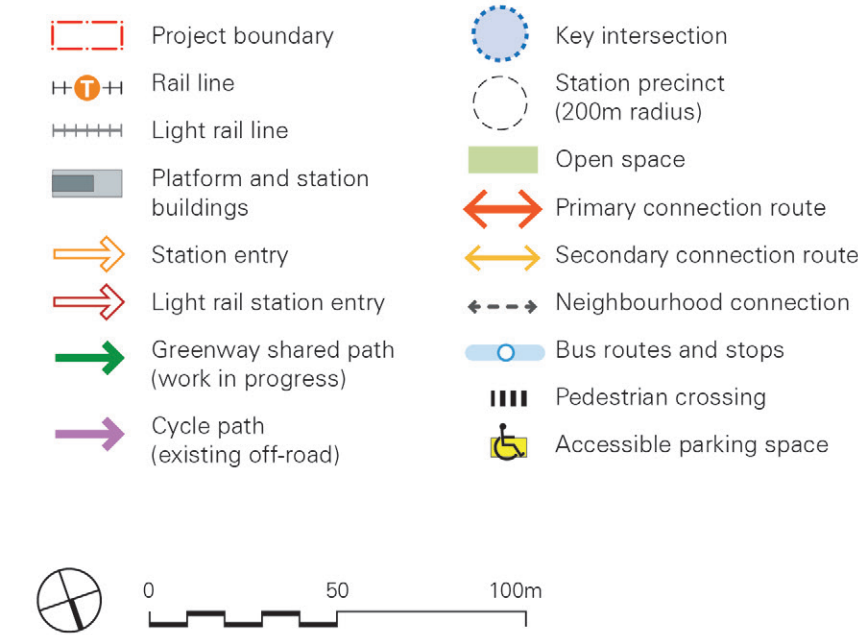 Project boundary
T
Rail line
Light rail line
Platform and station
buildings
Station entry
Light rail station entry
Greenway shared path
(work in progress)
Cycle path
(existing off-road)
Key intersection
Station precinct
(200m radius)
Open space
Primary connection route
Secondary connection route
Neighbourhood connection
Bus routes and stops
Pedestrian crossing
Accessible parking space
0 50 100m